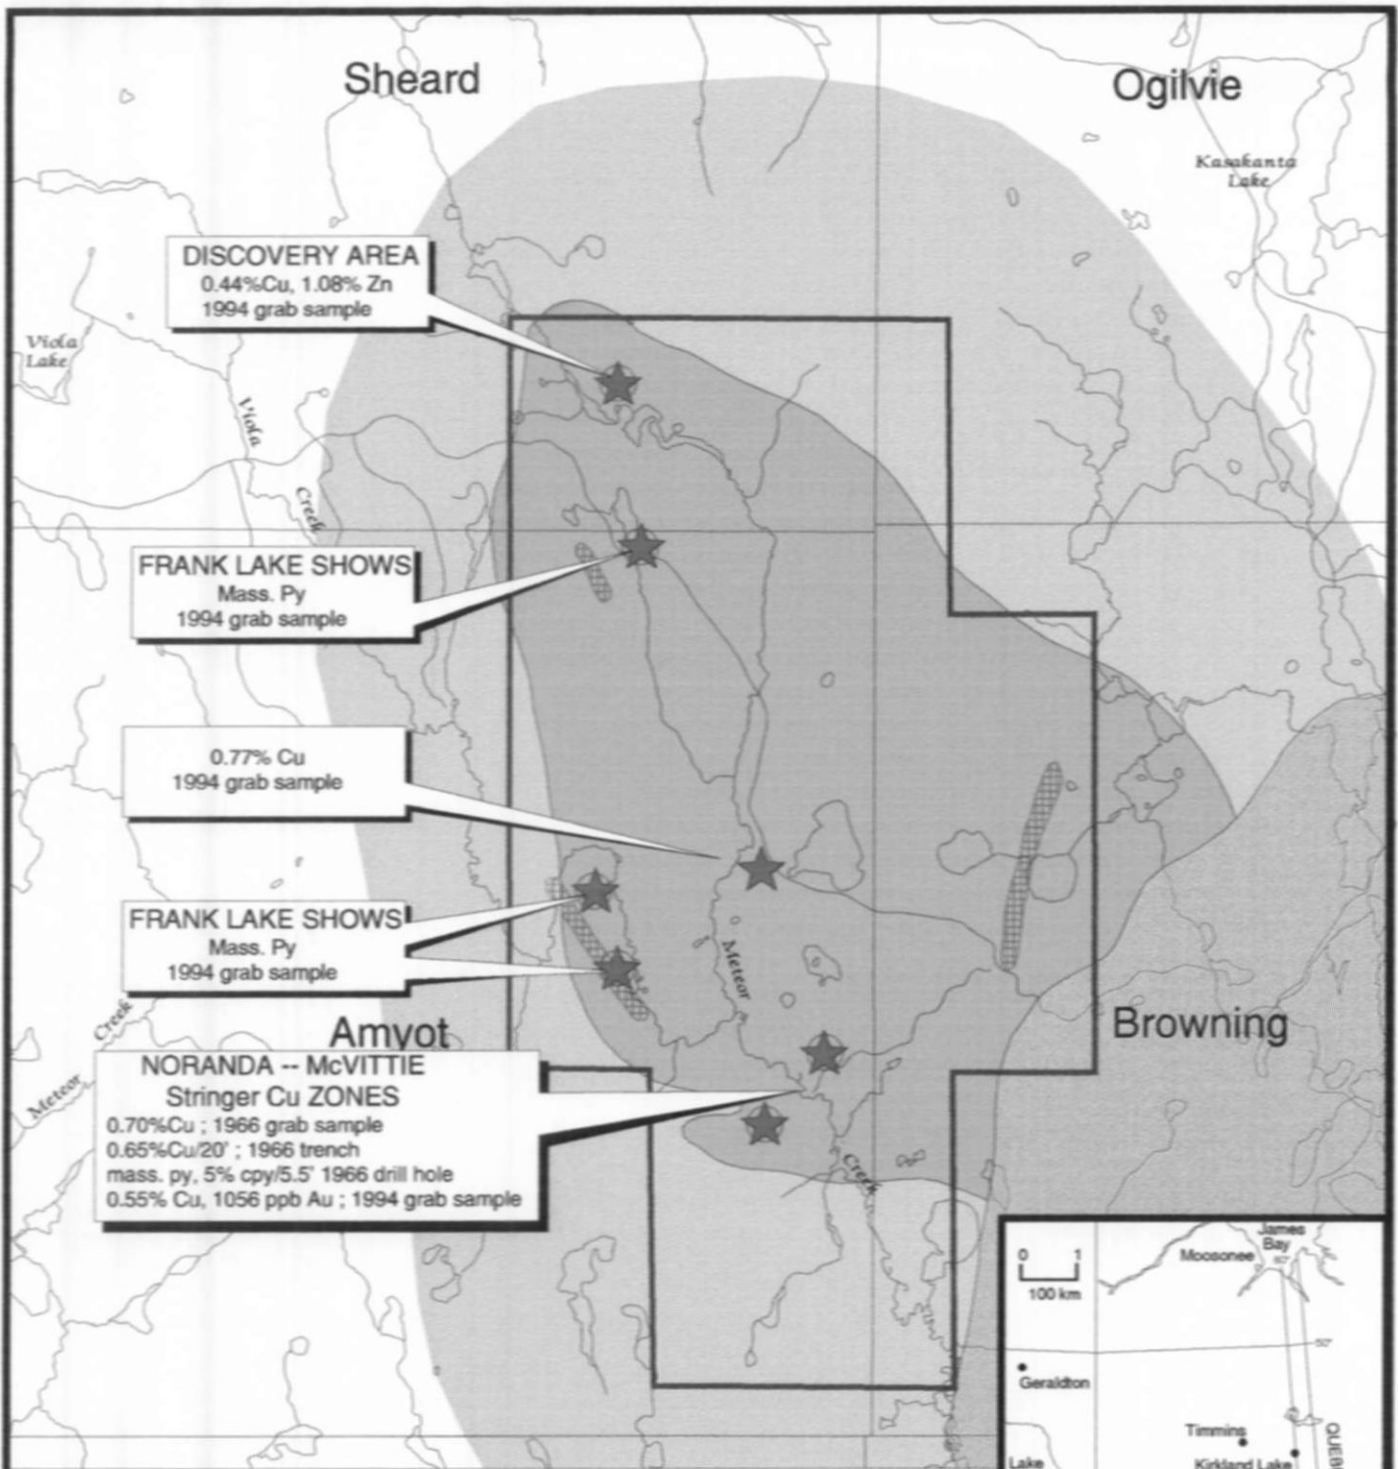 Sheard
Ogilvie
Kasakanta
Lake
DISCOVERY AREA
0.44%Cu, 1.08% Zn
1994 grab sample
Viola
Lake
Viola
Creek
FRANK LAKE SHOWS
Mass. Py
1994 grab sample
0.77% Cu
1994 grab sample
FRANK LAKE SHOWS
Mass. Py
1994 grab sample
Meteor
Creek
Amyot
Browning
Meteor
Creek
NORANDA -- McVITTIE
Stringer Cu ZONES
0.70%Cu ; 1966 grab sample
0.65%Cu/20' ; 1966 trench
mass. py, 5% cpy/5.5' 1966 drill hole
0.55% Cu, 1056 ppb Au ; 1994 grab sample
0 1
100 km
James
Bay
Moosonee
80°
50°
Geraldton
Timmins
Kirkland Lake
Lake
QUEB